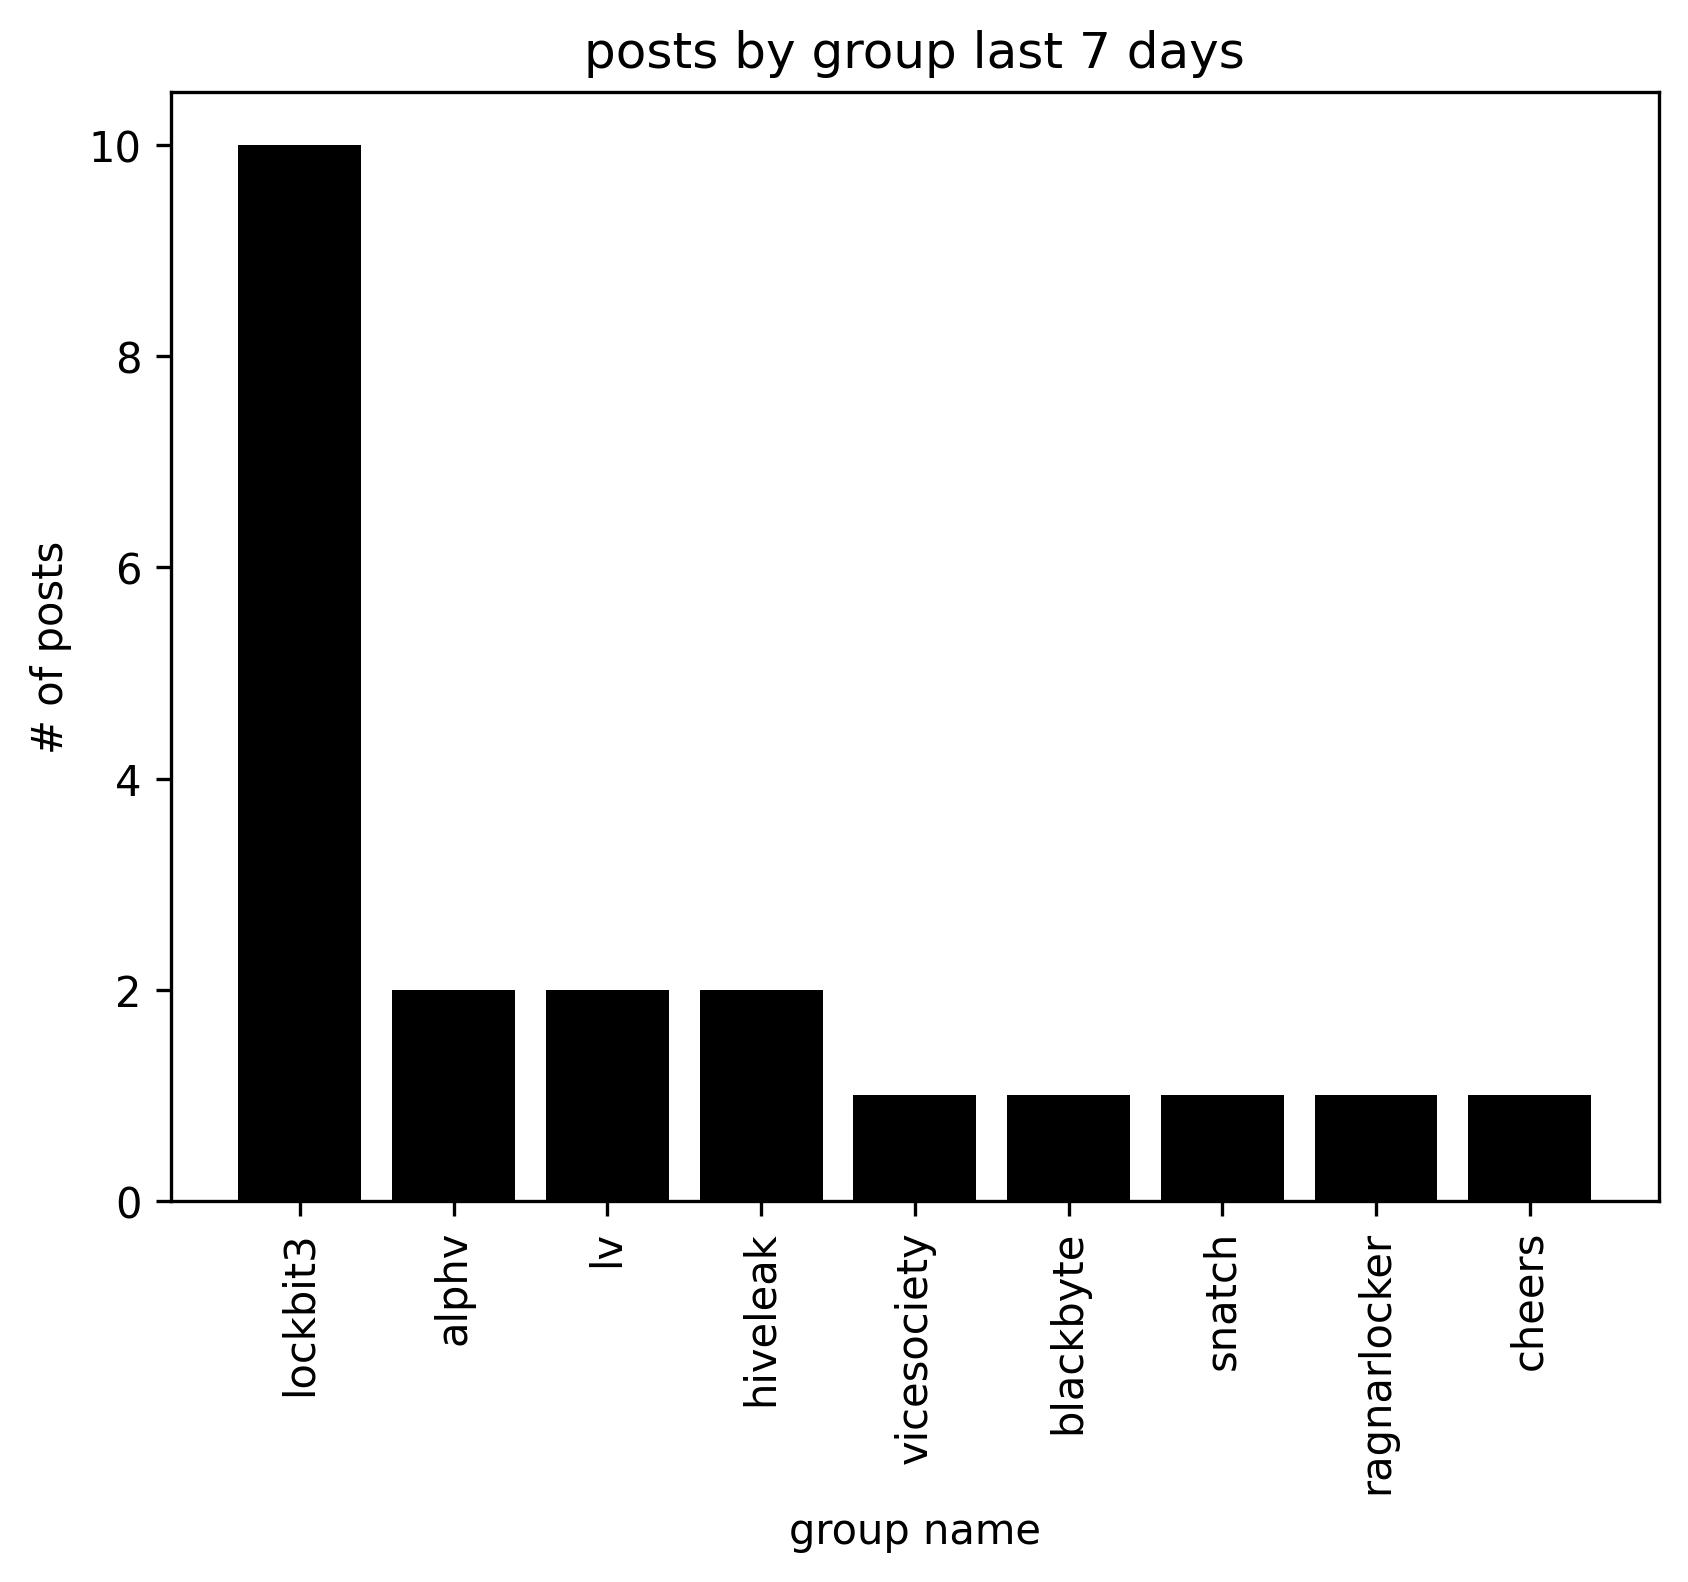 posts by group last 7 days
10
8
6
4
2
0
# of posts
lockbit3
alphv
lv
hiveleak
vicesociety
blackbyte
snatch
ragnarlocker
cheers
group name